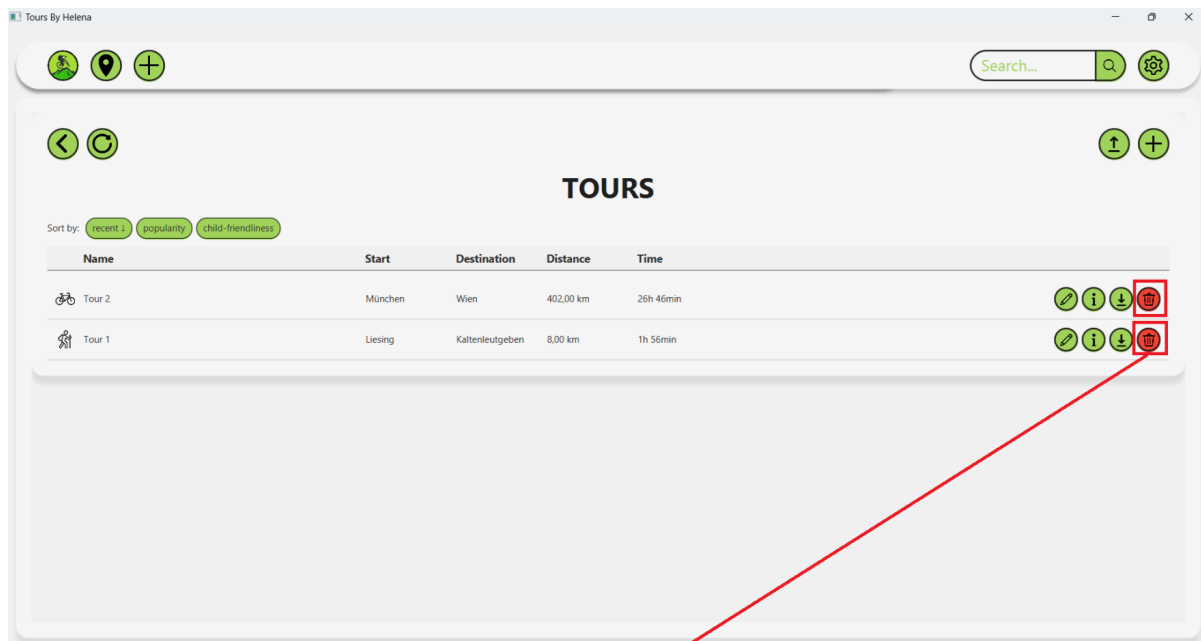 Tours By Helena
Search...
TOURS
Sort by: recent ↓ popularity child-friendliness
Name Start Destination Distance Time
Tour 2 München Wien 402,00 km 26h 46min
Tour 1 Liesing Kaltenleutgeben 8,00 km 1h 56min